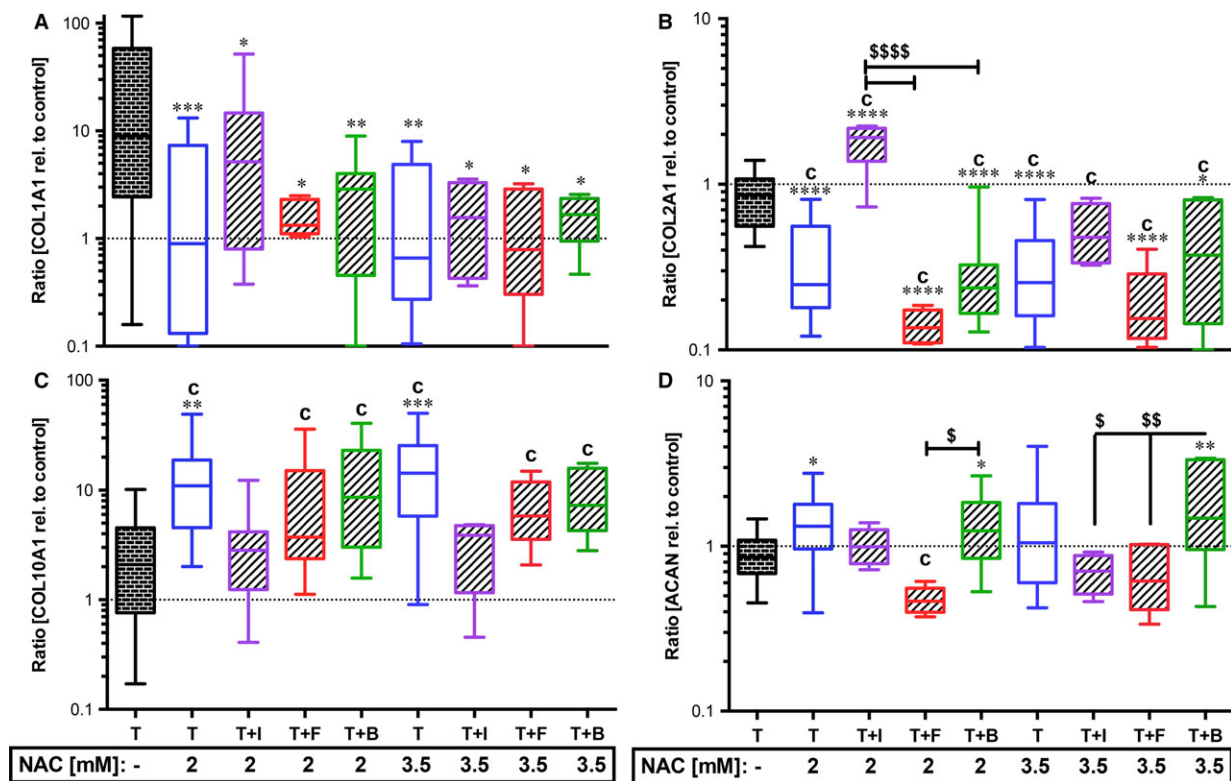 A
Ratio [COL1A1 rel. to control]
100
10
1
0.1
***
*
*
**
**
*
*
*
B
Ratio [COL2A1 rel. to control]
10
1
0.1
$$$$
c
****
c
****
c
****
c
****
c
****
c
c
****
c
*
C
Ratio [COL10A1 rel. to control]
100
10
1
0.1
c
**
c
c
c
***
c
c
T T T+I T+F T+B T T+I T+F T+B
D
Ratio [ACAN rel. to control]
10
1
0.1
*
c
$
*
$ $$
**
T T T+I T+F T+B T T+I T+F T+B
NAC [mM]: - 2 2 2 2 3.5 3.5 3.5 3.5
- 2 2 2 2 3.5 3.5 3.5 3.5